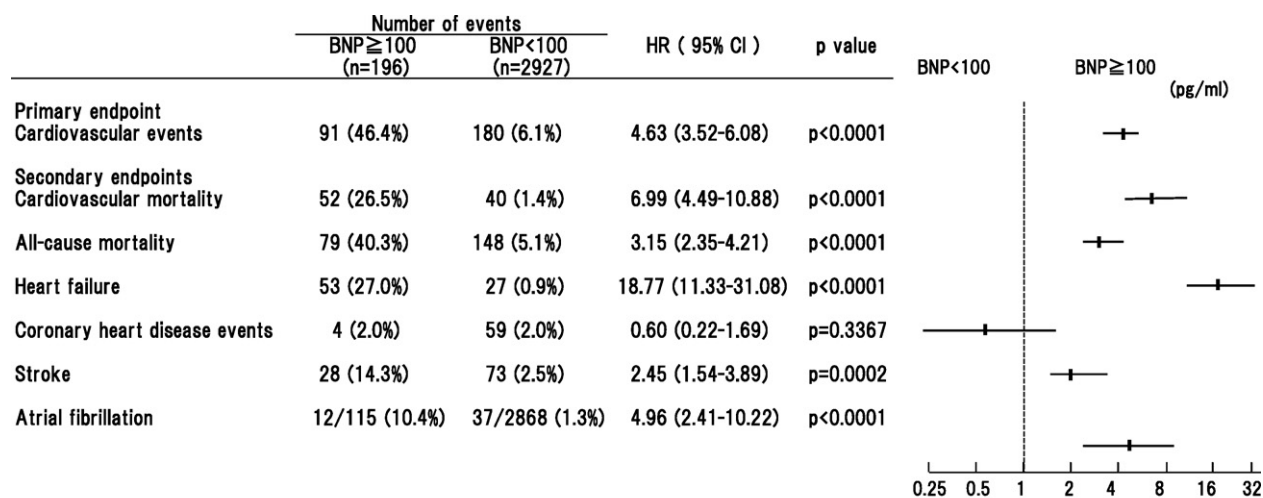 Number of events
BNP≧100 BNP<100 HR ( 95% CI ) p value
(n=196) (n=2927) BNP<100 BNP≧100
(pg/ml)
Primary endpoint
Cardiovascular events 91 (46.4%) 180 (6.1%) 4.63 (3.52-6.08) p<0.0001
Secondary endpoints
Cardiovascular mortality 52 (26.5%) 40 (1.4%) 6.99 (4.49-10.88) p<0.0001
All-cause mortality 79 (40.3%) 148 (5.1%) 3.15 (2.35-4.21) p<0.0001
Heart failure 53 (27.0%) 27 (0.9%) 18.77 (11.33-31.08) p<0.0001
Coronary heart disease events 4 (2.0%) 59 (2.0%) 0.60 (0.22-1.69) p=0.3367
Stroke 28 (14.3%) 73 (2.5%) 2.45 (1.54-3.89) p=0.0002
Atrial fibrillation 12/115 (10.4%) 37/2868 (1.3%) 4.96 (2.41-10.22) p<0.0001
0.25 0.5 1 2 4 8 16 32